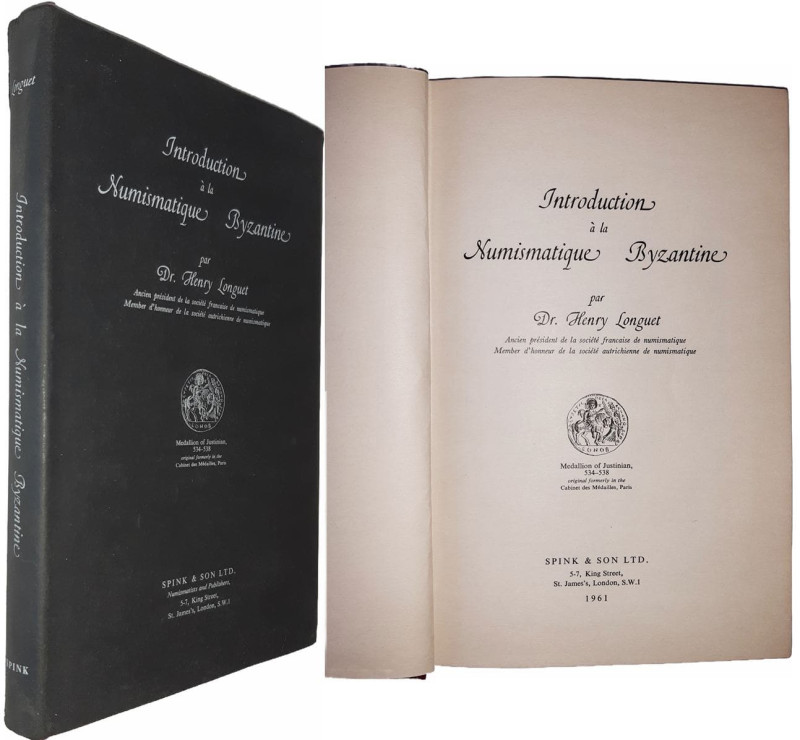 Longuet
Introduction à la Numismatique Byzantine
SPINK
Introduction
à la
Numismatique Byzantine
par
Dr. Henry Longuet
Ancien président de la société francaise de numismatique
Member d'honneur de la société autrichienne de numismatique
Medallion of Justinian,
534-538
original formerly in the
Cabinet des Médailles, Paris
SPINK & SON LTD.
Numismatists and Publishers,
5-7, King Street,
St. James's, London, S.W.1
Introduction
à la
Numismatique Byzantine
par
Dr. Henry Longuet
Ancien président de la société francaise de numismatique
Member d'honneur de la société autrichienne de numismatique
CONOB
Medallion of Justinian,
534-538
original formerly in the
Cabinet des Médailles, Paris
SPINK & SON LTD.
5-7, King Street,
St. James's, London, S.W.1
1961